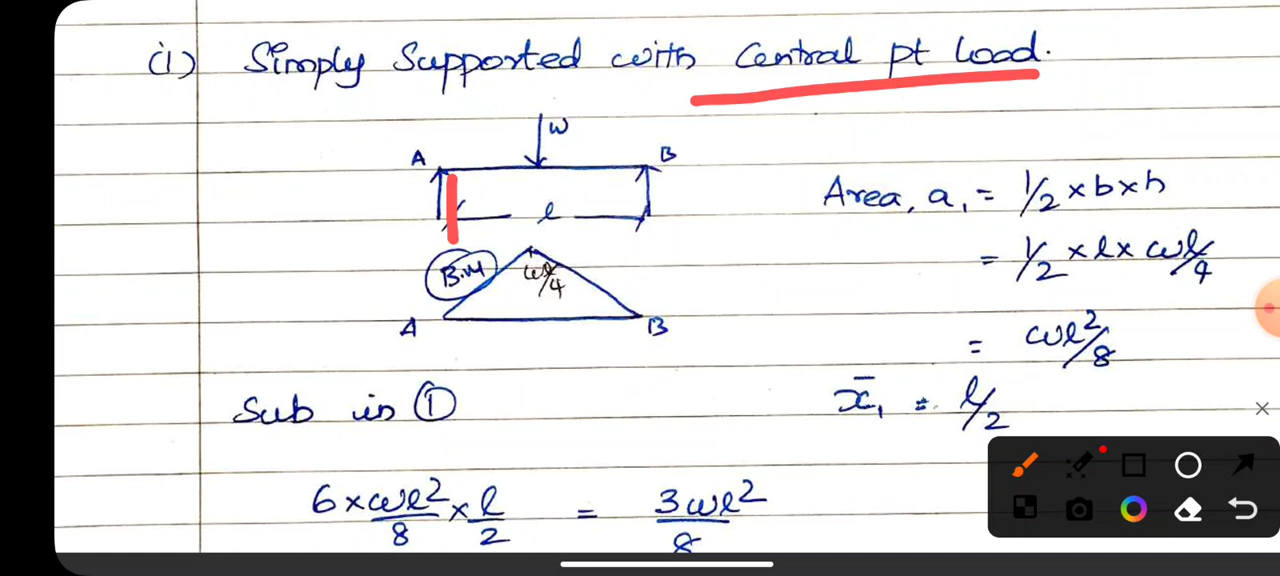 (i) Simply Supported with Central pt load.
W
A B
l
Area, a₁ = 1/2 × b × h
B.M
wl/4
= 1/2 × l × wl/4
A B
= wl²/8
Sub in ①
x̄₁ = l/2
6 × wl²/8 × l/2 = 3wl²/8